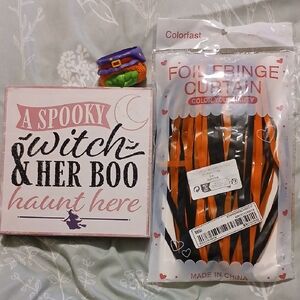 A SPOOKY
witch
& HER BOO
haunt here
Colorfast
FOIL FRINGE
CURTAIN
COLOR YOUR PARTY
MADE IN CHINA